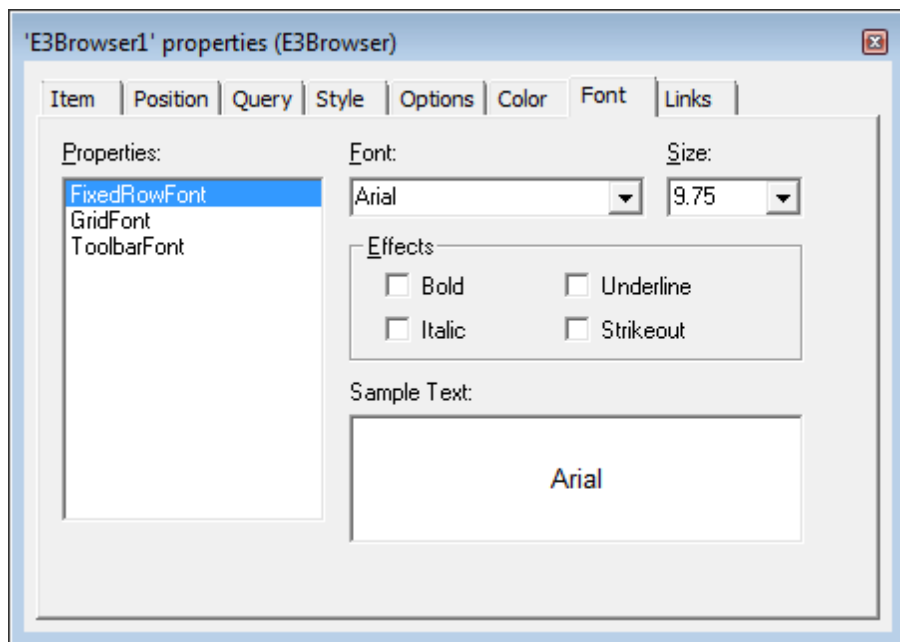 'E3Browser1' properties (E3Browser)
Item Position Query Style Options Color Font Links
Properties:
FixedRowFont
GridFont
ToolbarFont
Font:
Arial
Size:
9.75
Effects
Bold
Underline
Italic
Strikeout
Sample Text:
Arial